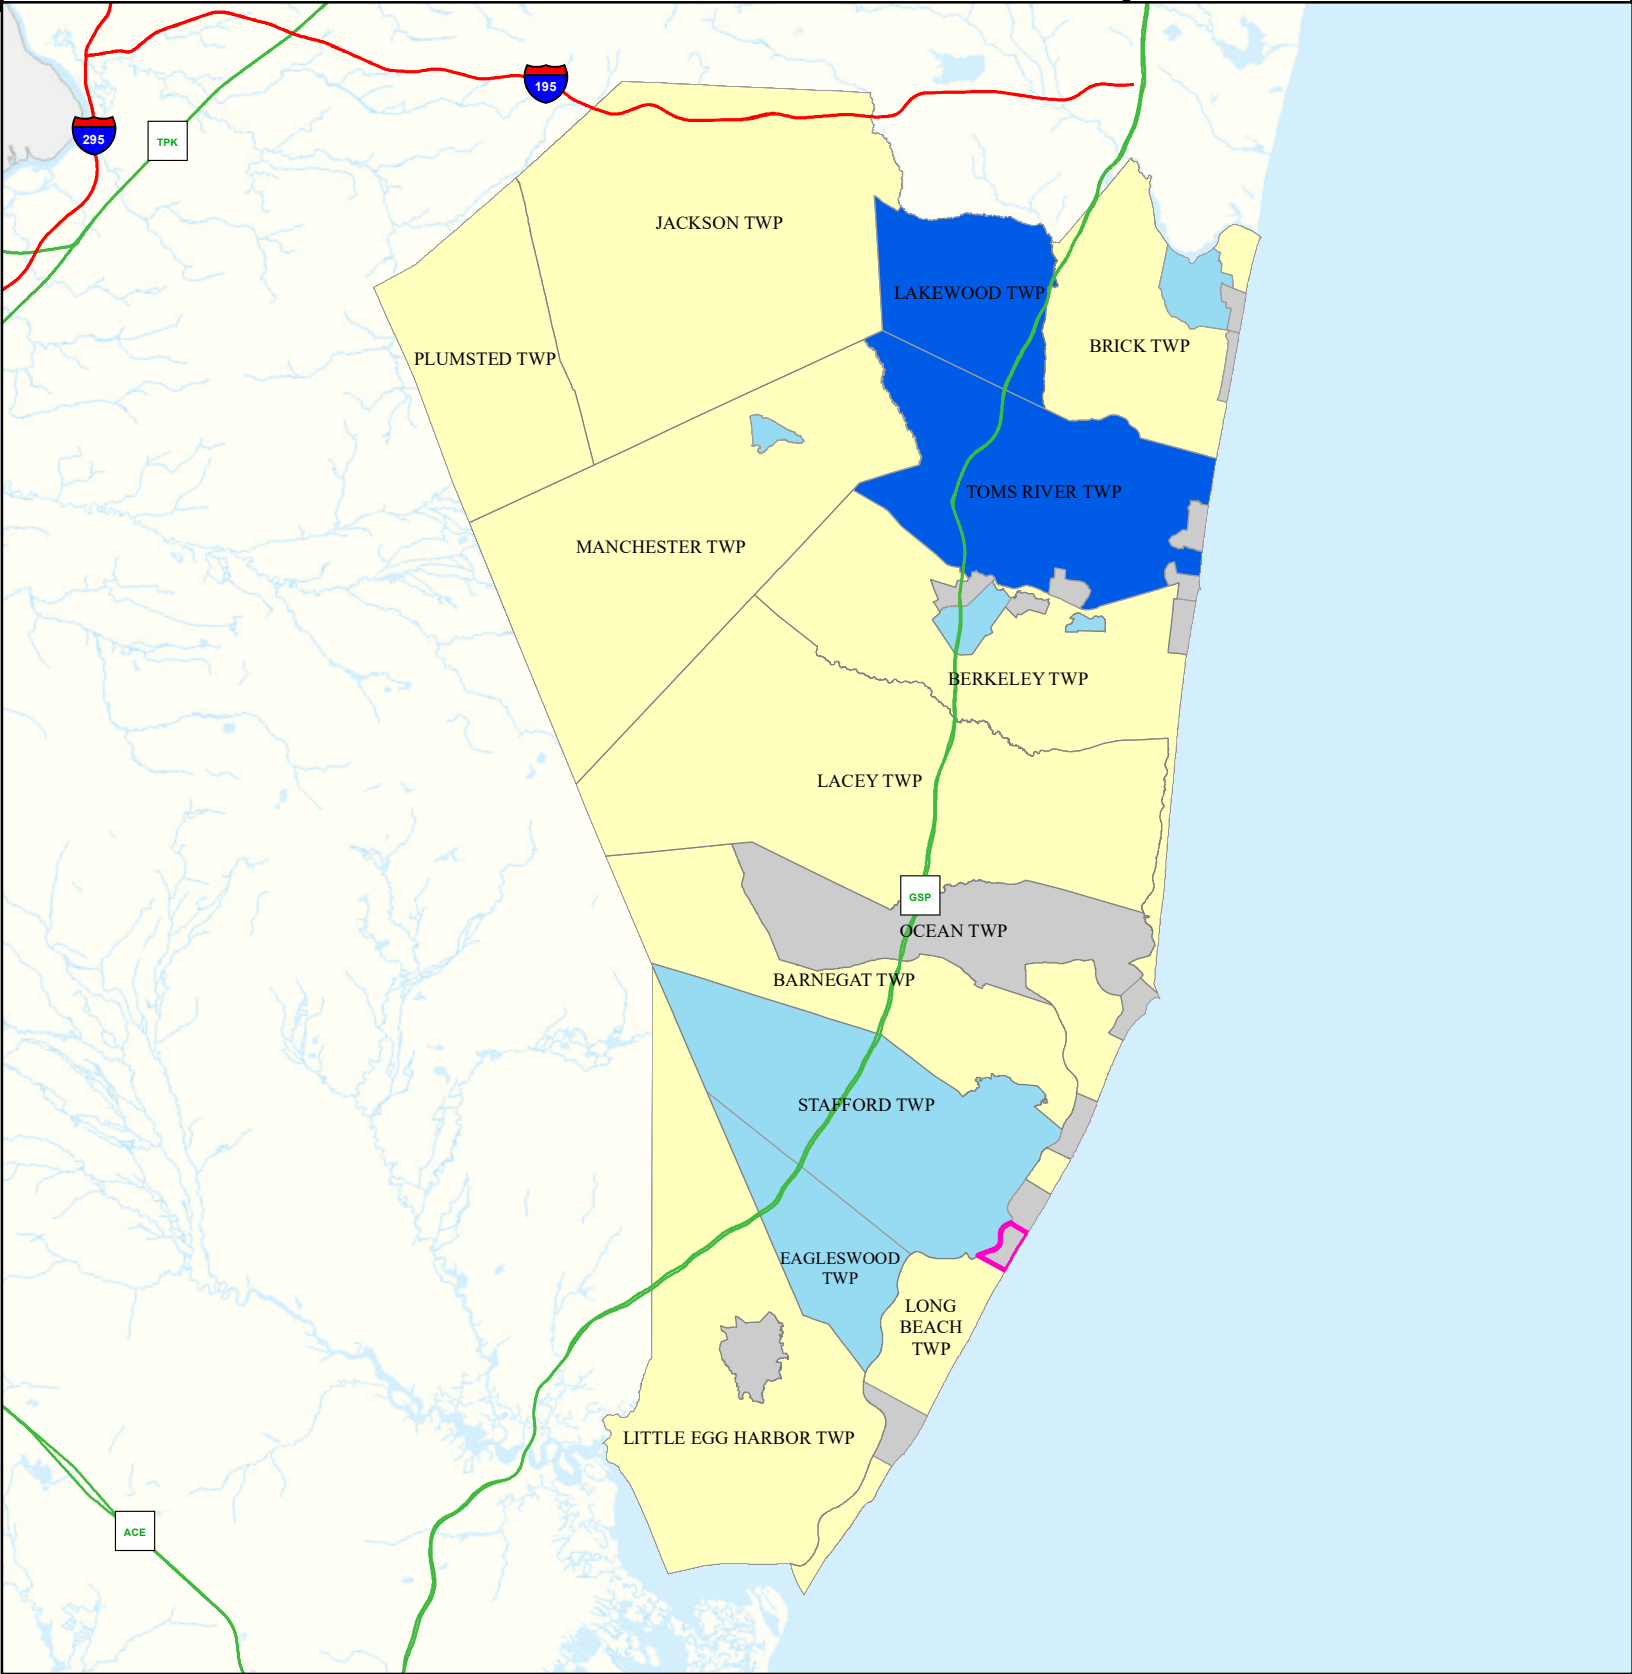 195
295
TPK
JACKSON TWP
LAKEWOOD TWP
BRICK TWP
PLUMSTED TWP
TOMS RIVER TWP
MANCHESTER TWP
BERKELEY TWP
LACEY TWP
GSP
OCEAN TWP
BARNEGAT TWP
STAFFORD TWP
EAGLESWOOD
TWP
LONG
BEACH
TWP
LITTLE EGG HARBOR TWP
ACE